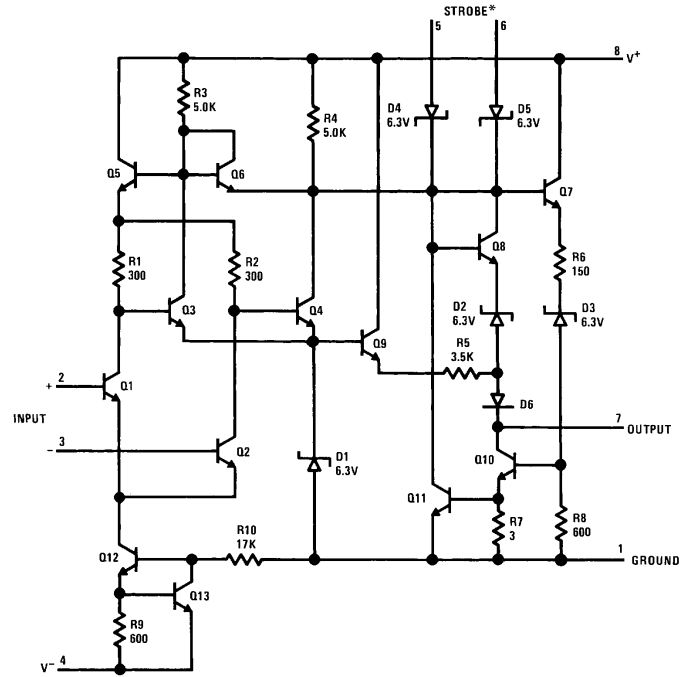 STROBE*
5 6
8 V+
R3
5.0K
R4
5.0K
D4
6.3V
D5
6.3V
Q5
Q6
Q7
Q8
R1
300
R2
300
R6
150
Q3
Q4
D2
6.3V
D3
6.3V
Q9
R5
3.5K
+ 2
Q1
D6
INPUT
7 OUTPUT
- 3
Q2
D1
6.3V
Q10
Q11
R7
3
R8
600
R10
17K
1
GROUND
Q12
Q13
R9
600
V- 4